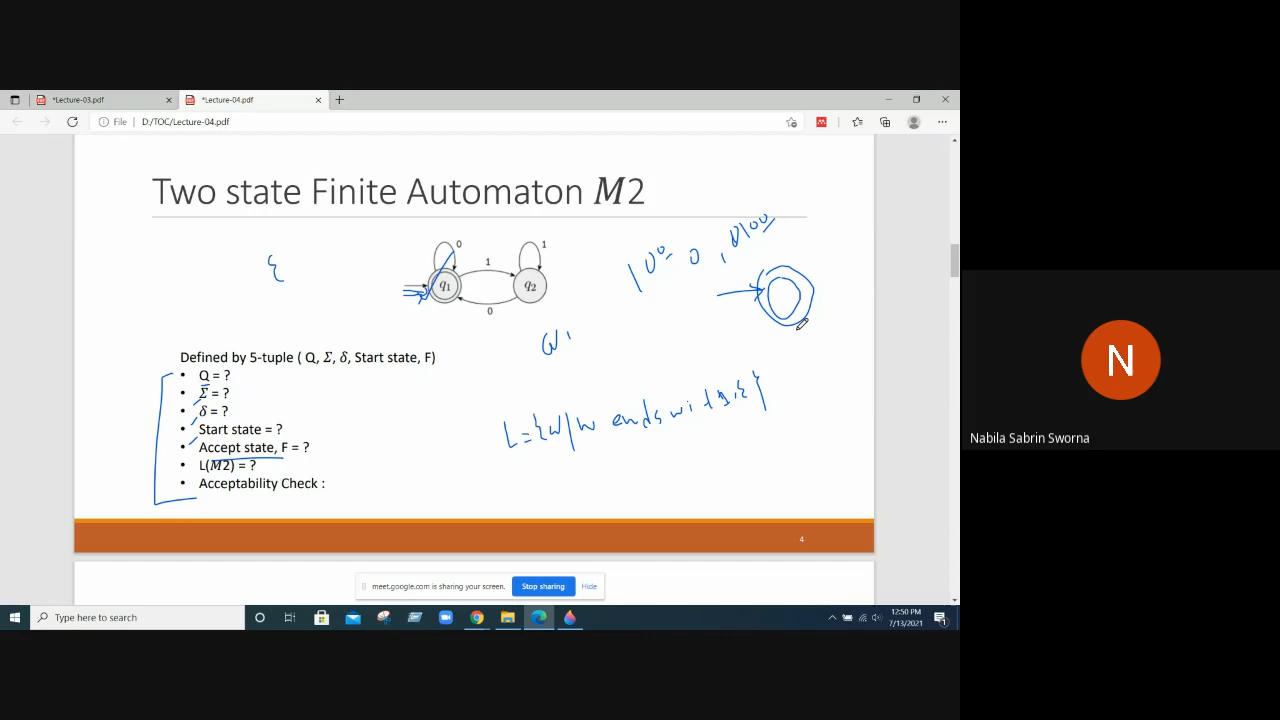 *Lecture-03.pdf
*Lecture-04.pdf
File D:/TOC/Lecture-04.pdf
Two state Finite Automaton M2
0
1
1
q1
q2
0
Defined by 5-tuple ( Q, Σ, δ, Start state, F)
• Q = ?
• Σ = ?
• δ = ?
• Start state = ?
• Accept state, F = ?
• L(M2) = ?
• Acceptability Check :
L={w|w ends with
4
meet.google.com is sharing your screen. Stop sharing Hide
Type here to search
12:50 PM
7/13/2021
N
Nabila Sabrin Sworna